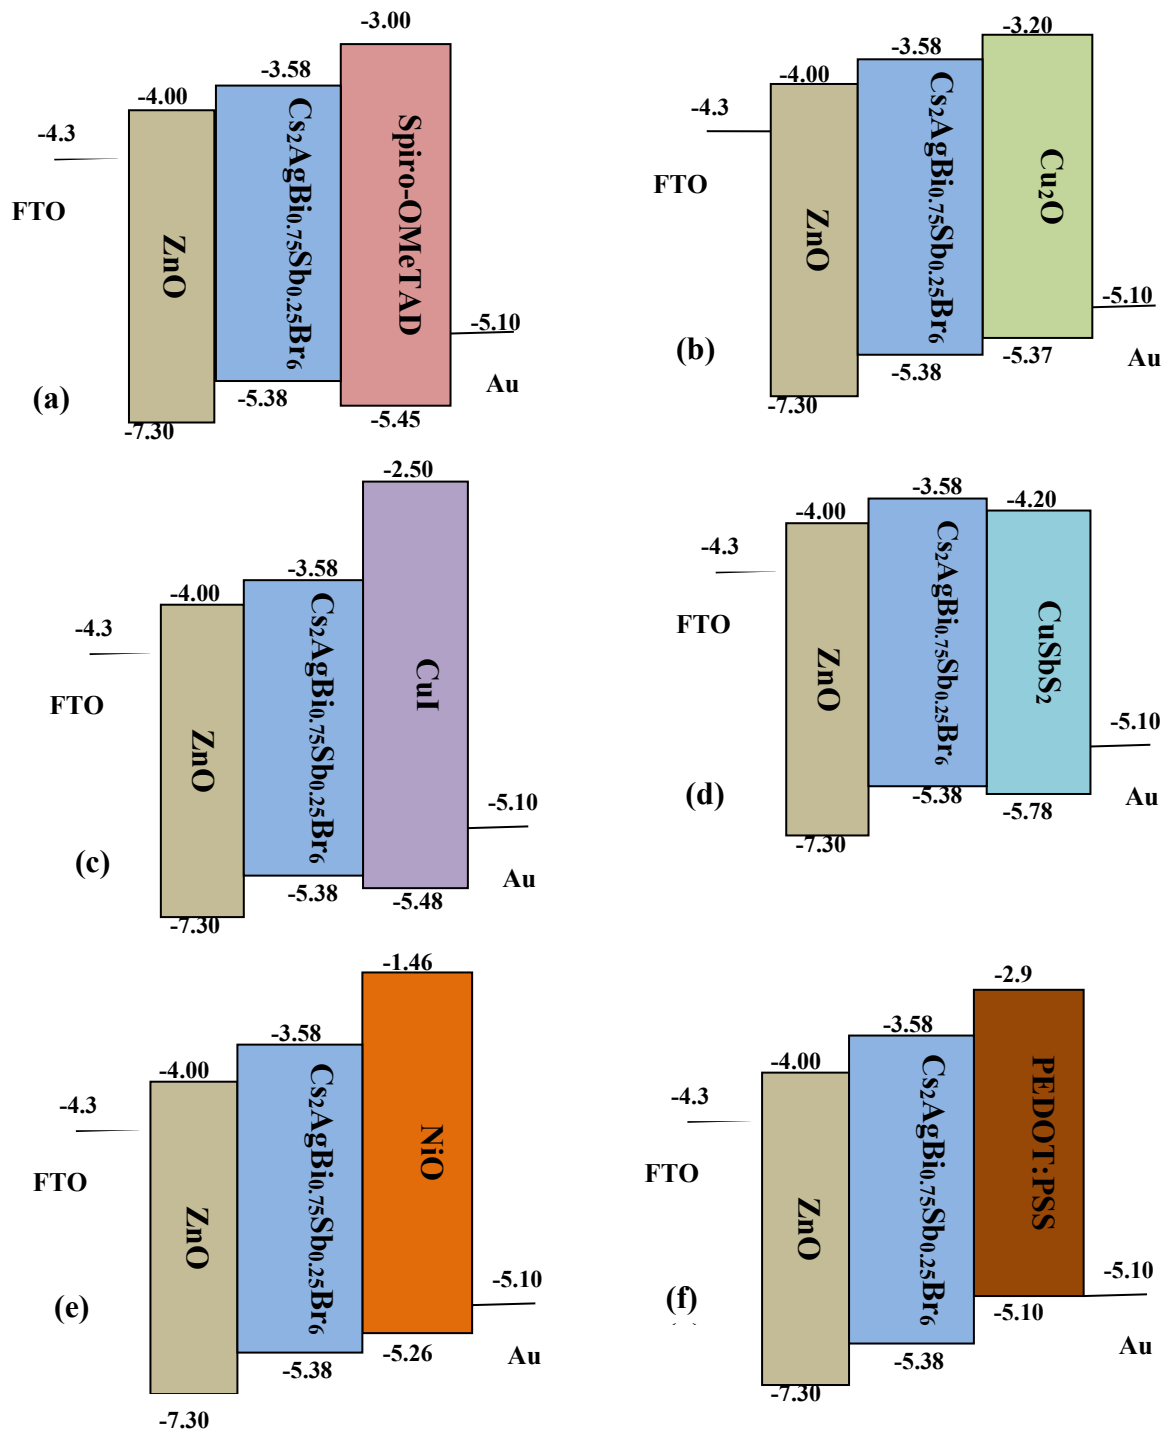 -3.00
-3.58
-4.00
-4.3
FTO
ZnO
Cs₂AgBi₀.₇₅Sb₀.₂₅Br₆
Spiro-OMeTAD
-5.10
Au
(a)
-5.38
-5.45
-7.30
-3.20
-3.58
-4.00
-4.3
FTO
ZnO
Cs₂AgBi₀.₇₅Sb₀.₂₅Br₆
Cu₂O
-5.10
Au
(b)
-5.37
-5.38
-7.30
-2.50
-3.58
-4.00
-4.3
FTO
ZnO
Cs₂AgBi₀.₇₅Sb₀.₂₅Br₆
CuI
-5.10
Au
(c)
-5.38
-5.48
-7.30
-3.58
-4.20
-4.00
-4.3
FTO
ZnO
Cs₂AgBi₀.₇₅Sb₀.₂₅Br₆
CuSbS₂
-5.10
Au
(d)
-5.38
-5.78
-7.30
-1.46
-3.58
-4.00
-4.3
FTO
ZnO
Cs₂AgBi₀.₇₅Sb₀.₂₅Br₆
NiO
-5.10
Au
(e)
-5.26
-5.38
-7.30
-2.9
-3.58
-4.00
-4.3
FTO
ZnO
Cs₂AgBi₀.₇₅Sb₀.₂₅Br₆
PEDOT:PSS
-5.10
Au
(f)
-5.10
-5.38
-7.30